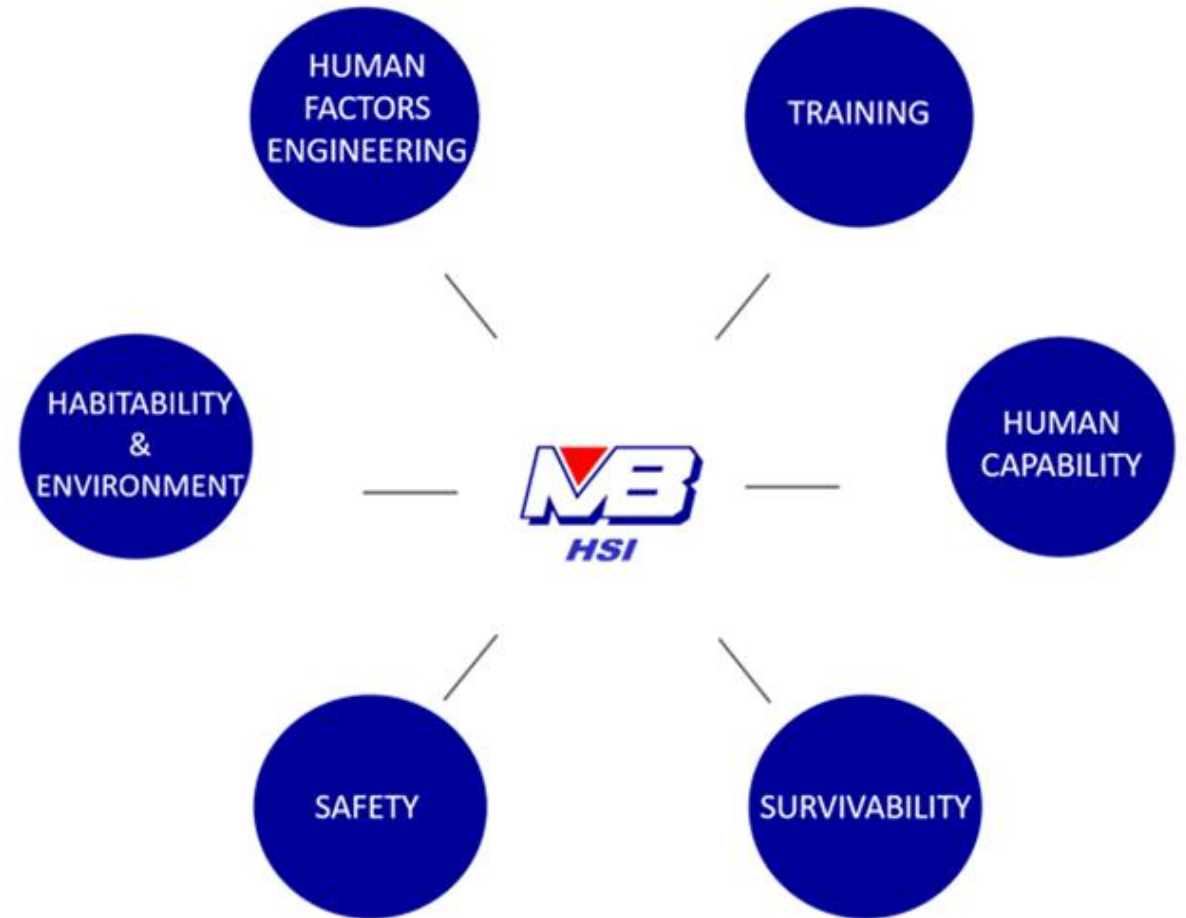 HUMAN
FACTORS
ENGINEERING
TRAINING
HABITABILITY
&
ENVIRONMENT
HUMAN
CAPABILITY
MB
HSI
SAFETY
SURVIVABILITY